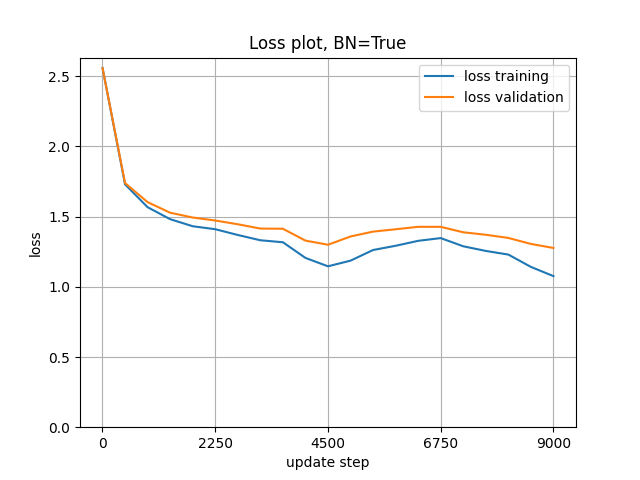 Loss plot, BN=True
loss training
loss validation
2.5
2.0
1.5
1.0
0.5
0.0
loss
0 2250 4500 6750 9000
update step